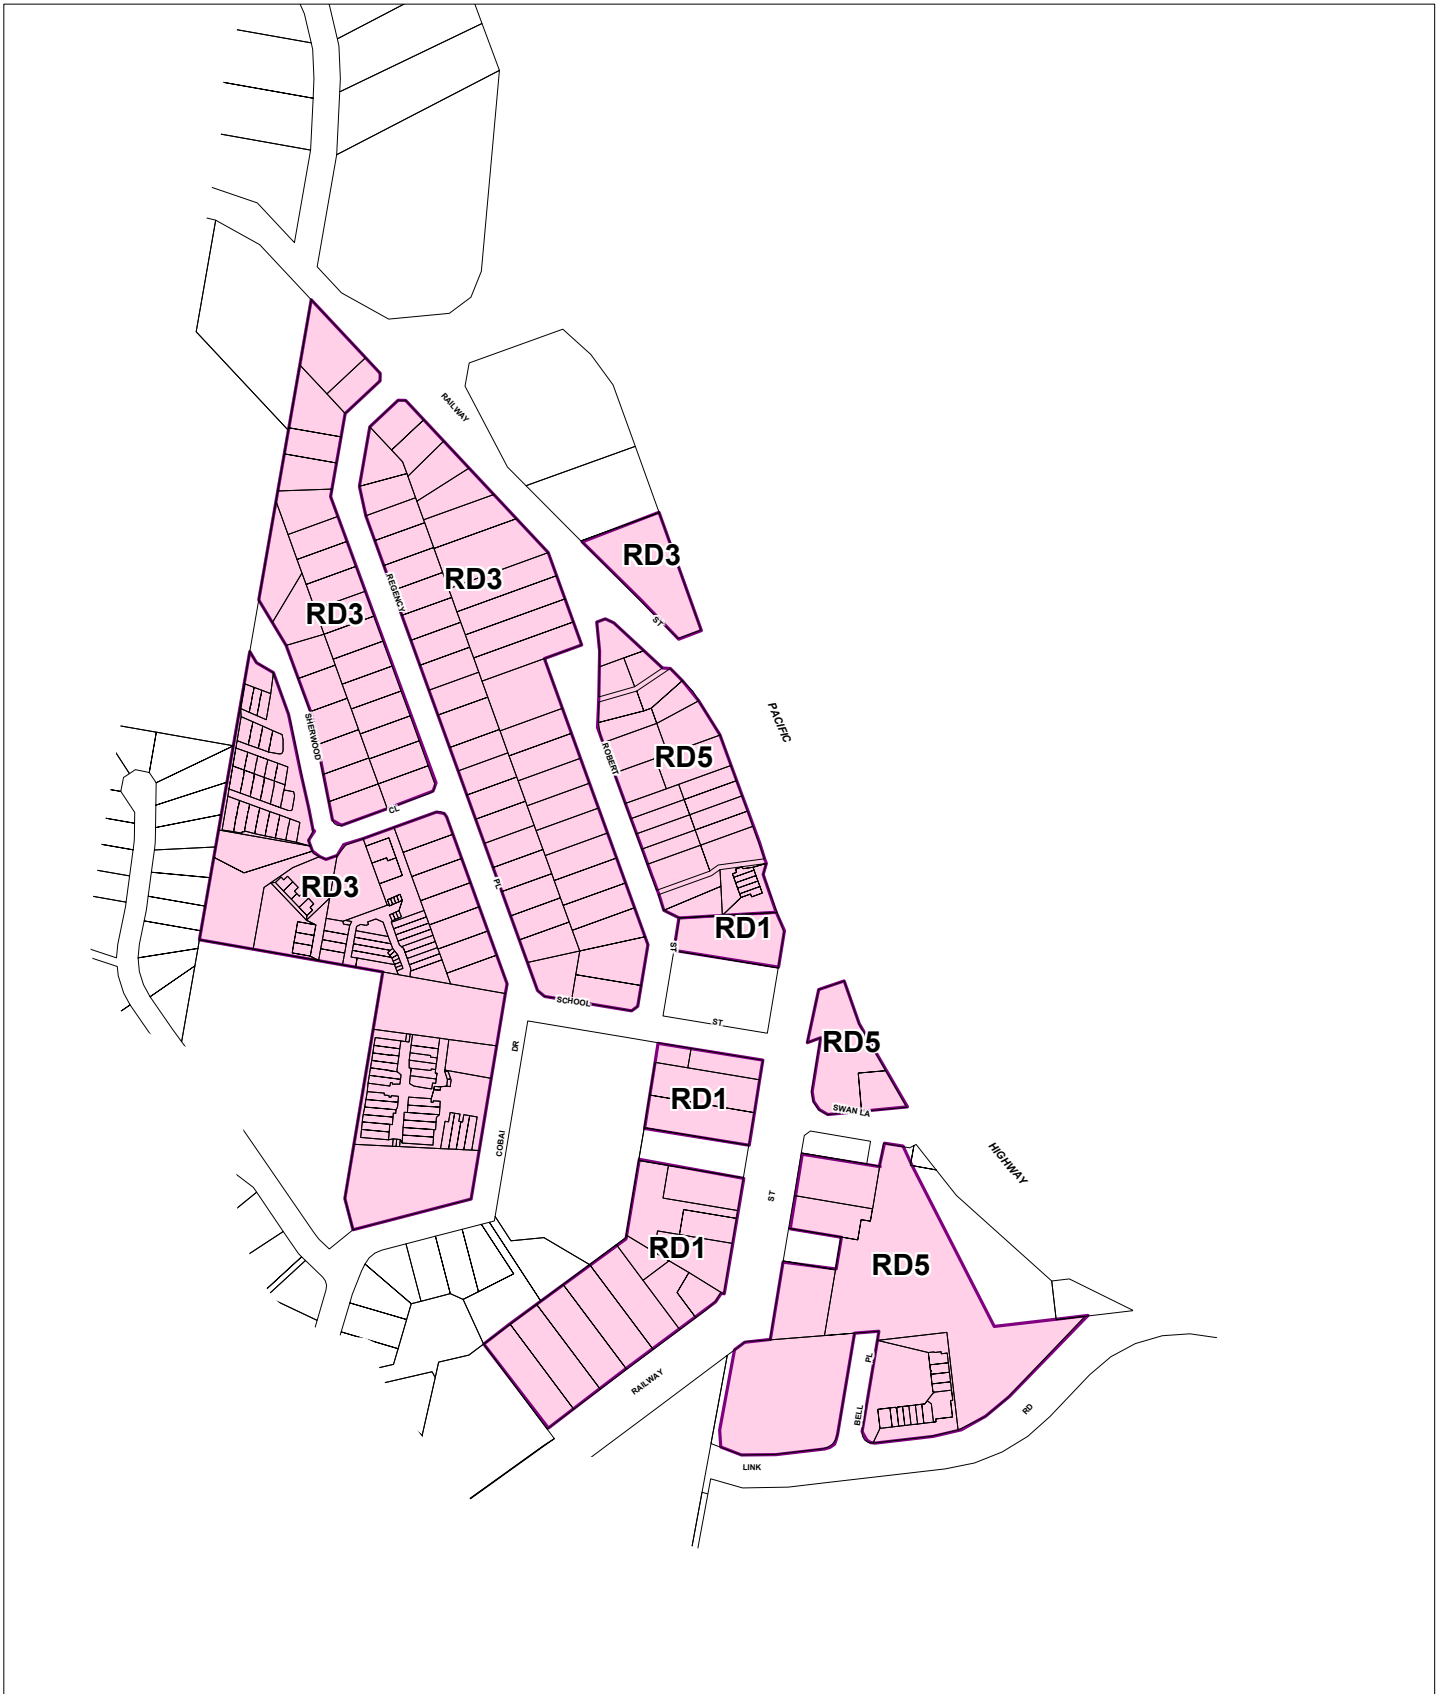 RAILWAY
RD3
RD3
REGENCY
RD3
ST
SHERWOOD
PACIFIC
ROBERT
RD5
CL
PL
RD3
RD1
ST
SCHOOL
ST
DR
RD5
RD1
SWAN LA
COBAI
HIGHWAY
ST
RD1
RD5
PL
RAILWAY
BELL
RD
LINK